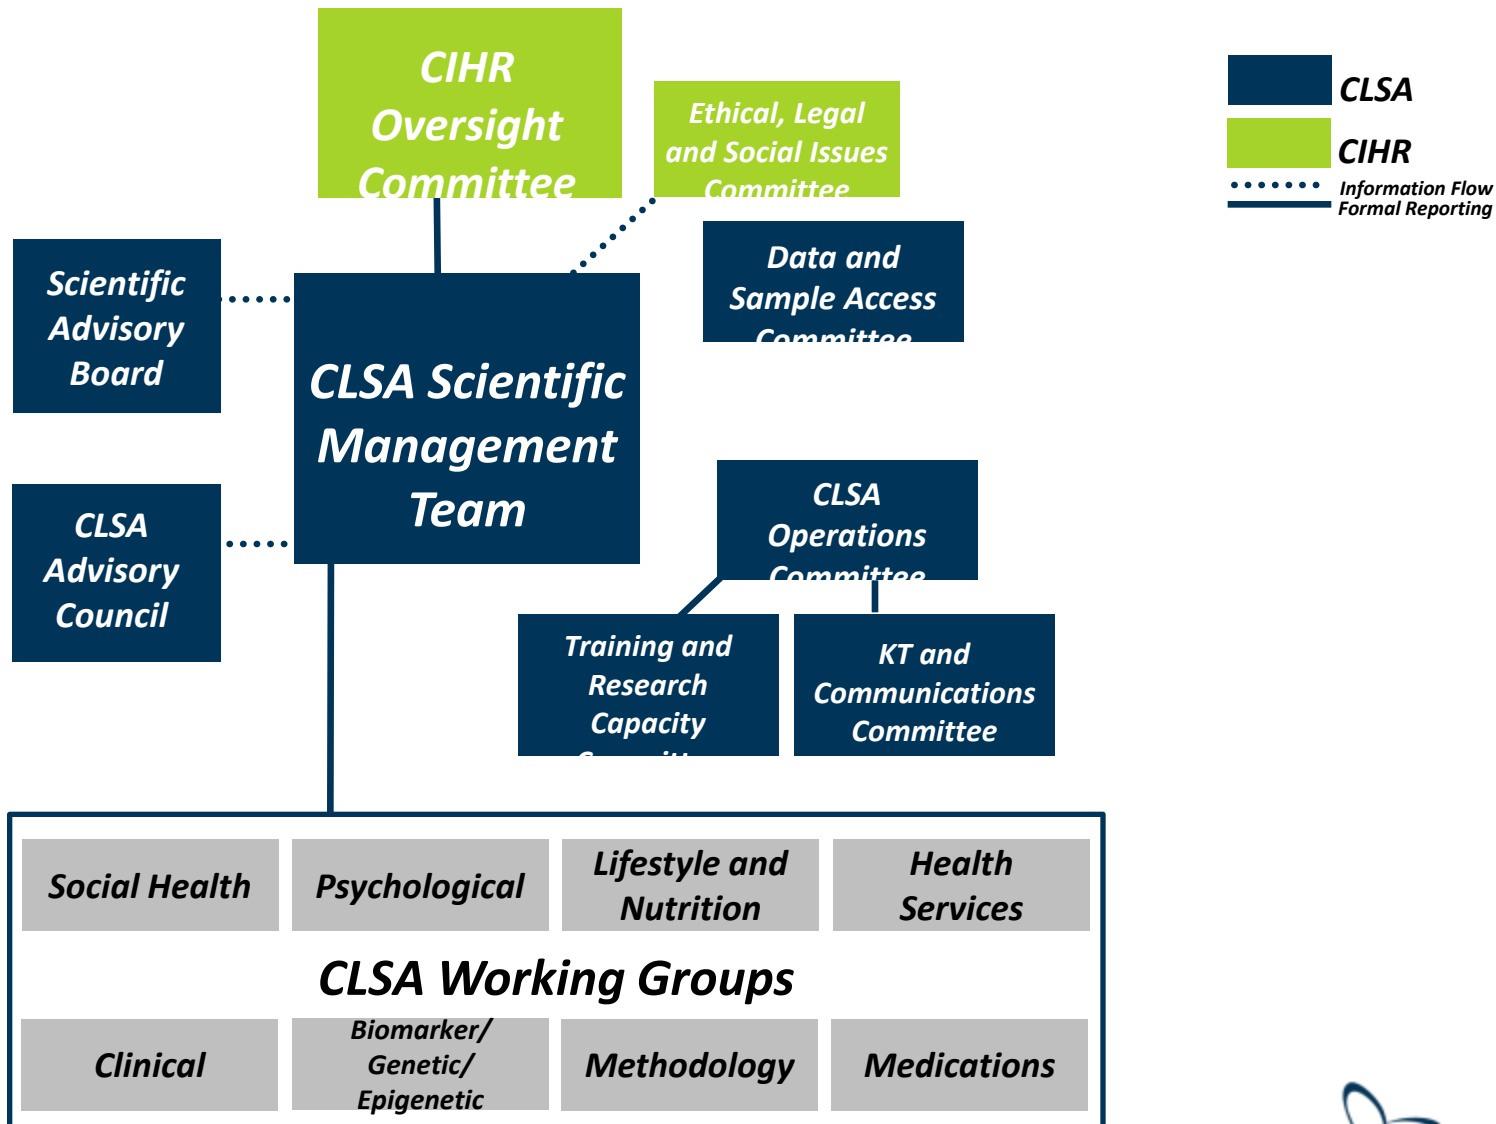 CIHR
Oversight
Committee
Ethical, Legal
and Social Issues
Committee
CLSA
CIHR
Information Flow
Formal Reporting
Scientific
Advisory
Board
Data and
Sample Access
Committee
CLSA Scientific
Management
Team
CLSA
Advisory
Council
CLSA
Operations
Committee
Training and
Research
Capacity
Committee
KT and
Communications
Committee
Social Health
Psychological
Lifestyle and
Nutrition
Health
Services
CLSA Working Groups
Clinical
Biomarker/
Genetic/
Epigenetic
Methodology
Medications